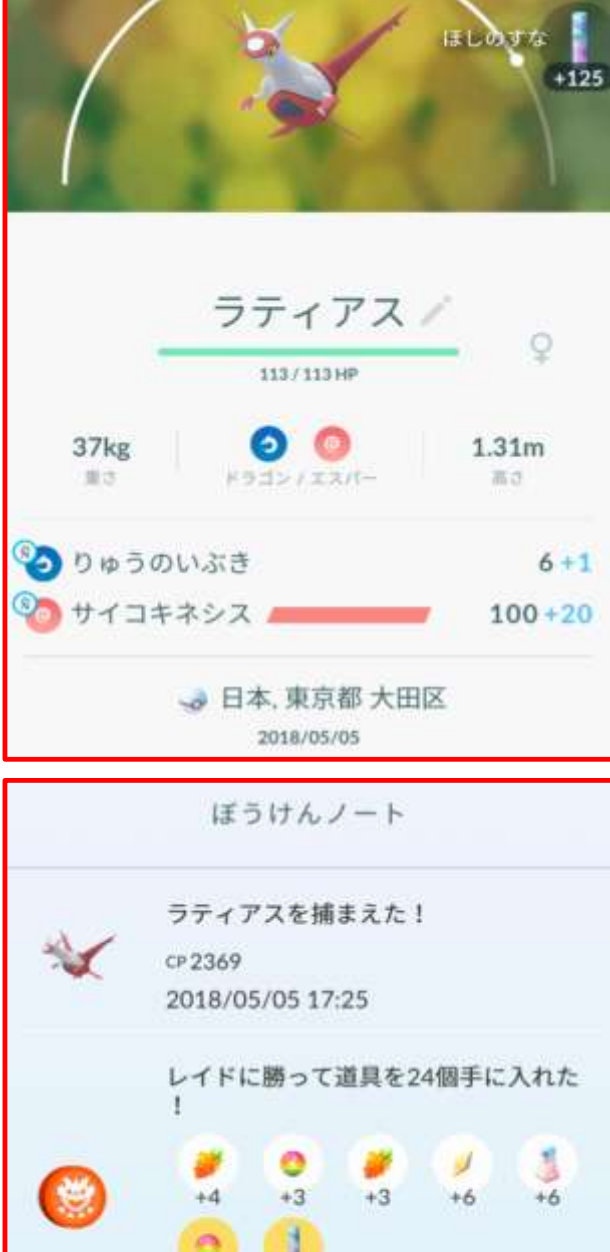 ほしのすな
+125
ラティアス
113 / 113 HP
37kg
1.31m
重さ
ドラゴン / エスパー
高さ
りゅうのいぶき 6 +1
サイコキネシス 100 +20
日本, 東京都 大田区
2018/05/05
ぼうけんノート
ラティアスを捕まえた！
CP 2369
2018/05/05 17:25
レイドに勝って道具を24個手に入れた
！
+4 +3 +3 +6 +6